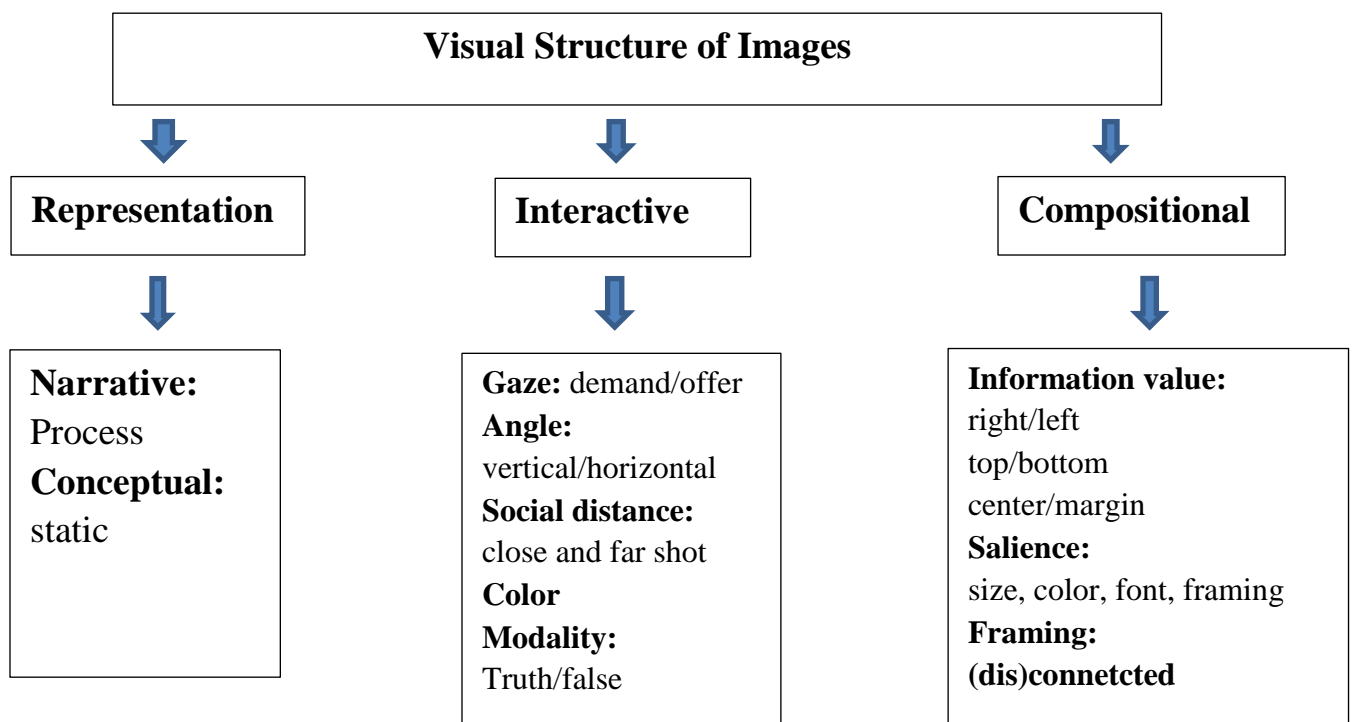 Visual Structure of Images
Representation
Interactive
Compositional
Narrative:
Process
Conceptual:
static
Gaze: demand/offer
Angle:
vertical/horizontal
Social distance:
close and far shot
Color
Modality:
Truth/false
Information value:
right/left
top/bottom
center/margin
Salience:
size, color, font, framing
Framing:
(dis)connetcted